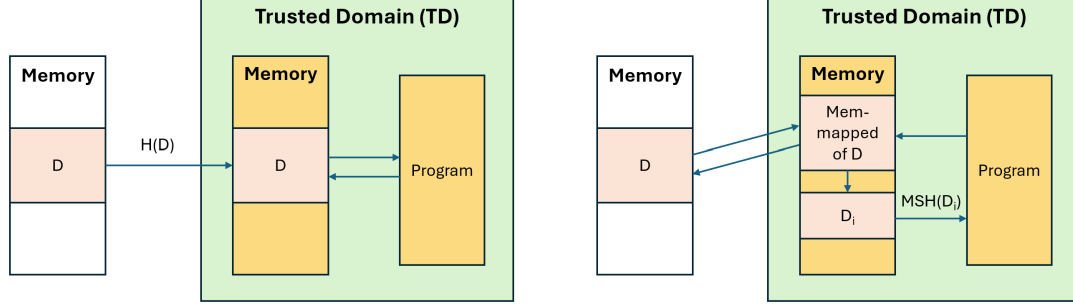 Trusted Domain (TD)
Memory
D
H(D)
Memory
D
Program
Trusted Domain (TD)
Memory
D
Memory
Mem-
mapped
of D
Dᵢ
MSH(Dᵢ)
Program